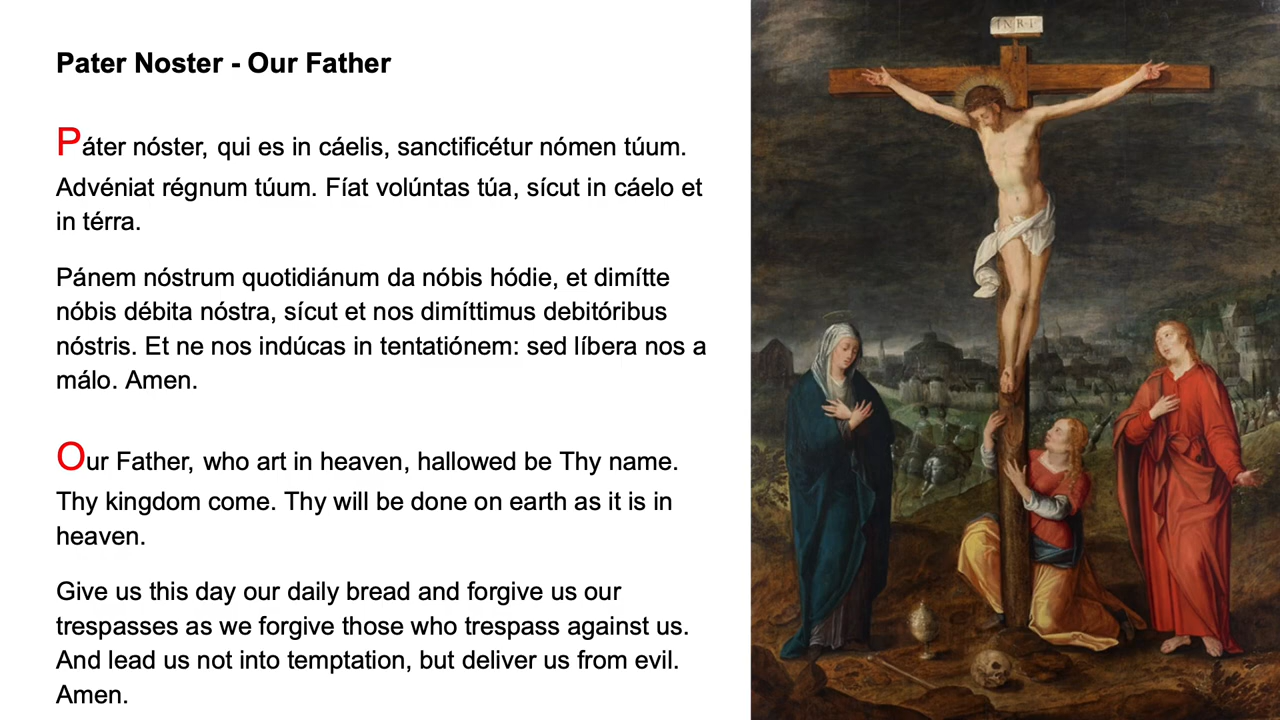 Pater Noster - Our Father
Páter nóster, qui es in cáelis, sanctificétur nómen túum.
Advéniat régnum túum. Fíat volúntas túa, sícut in cáelo et
in térra.
Pánem nóstrum quotidiánum da nóbis hódie, et dimítte
nóbis débita nóstra, sícut et nos dimíttimus debitóribus
nóstris. Et ne nos indúcas in tentatiónem: sed líbera nos a
málo. Amen.
Our Father, who art in heaven, hallowed be Thy name.
Thy kingdom come. Thy will be done on earth as it is in
heaven.
Give us this day our daily bread and forgive us our
trespasses as we forgive those who trespass against us.
And lead us not into temptation, but deliver us from evil.
Amen.
INRI